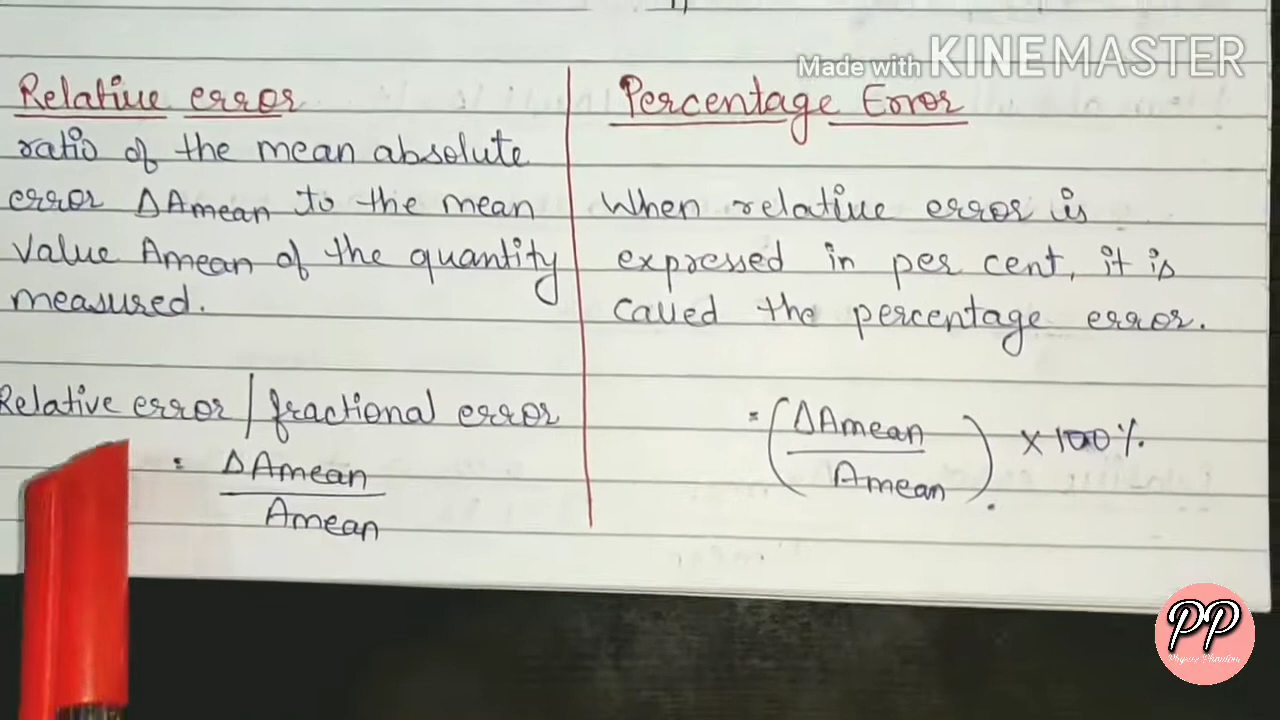 Made with KINEMASTER
Relative error
ratio of the mean absolute
error ΔAmean to the mean
value Amean of the quantity
measured.
Relative error / fractional error
= ΔAmean
Amean
Percentage Error
When relative error is
expressed in per cent, it is
called the percentage error.
= (ΔAmean / Amean) × 100%.
PP